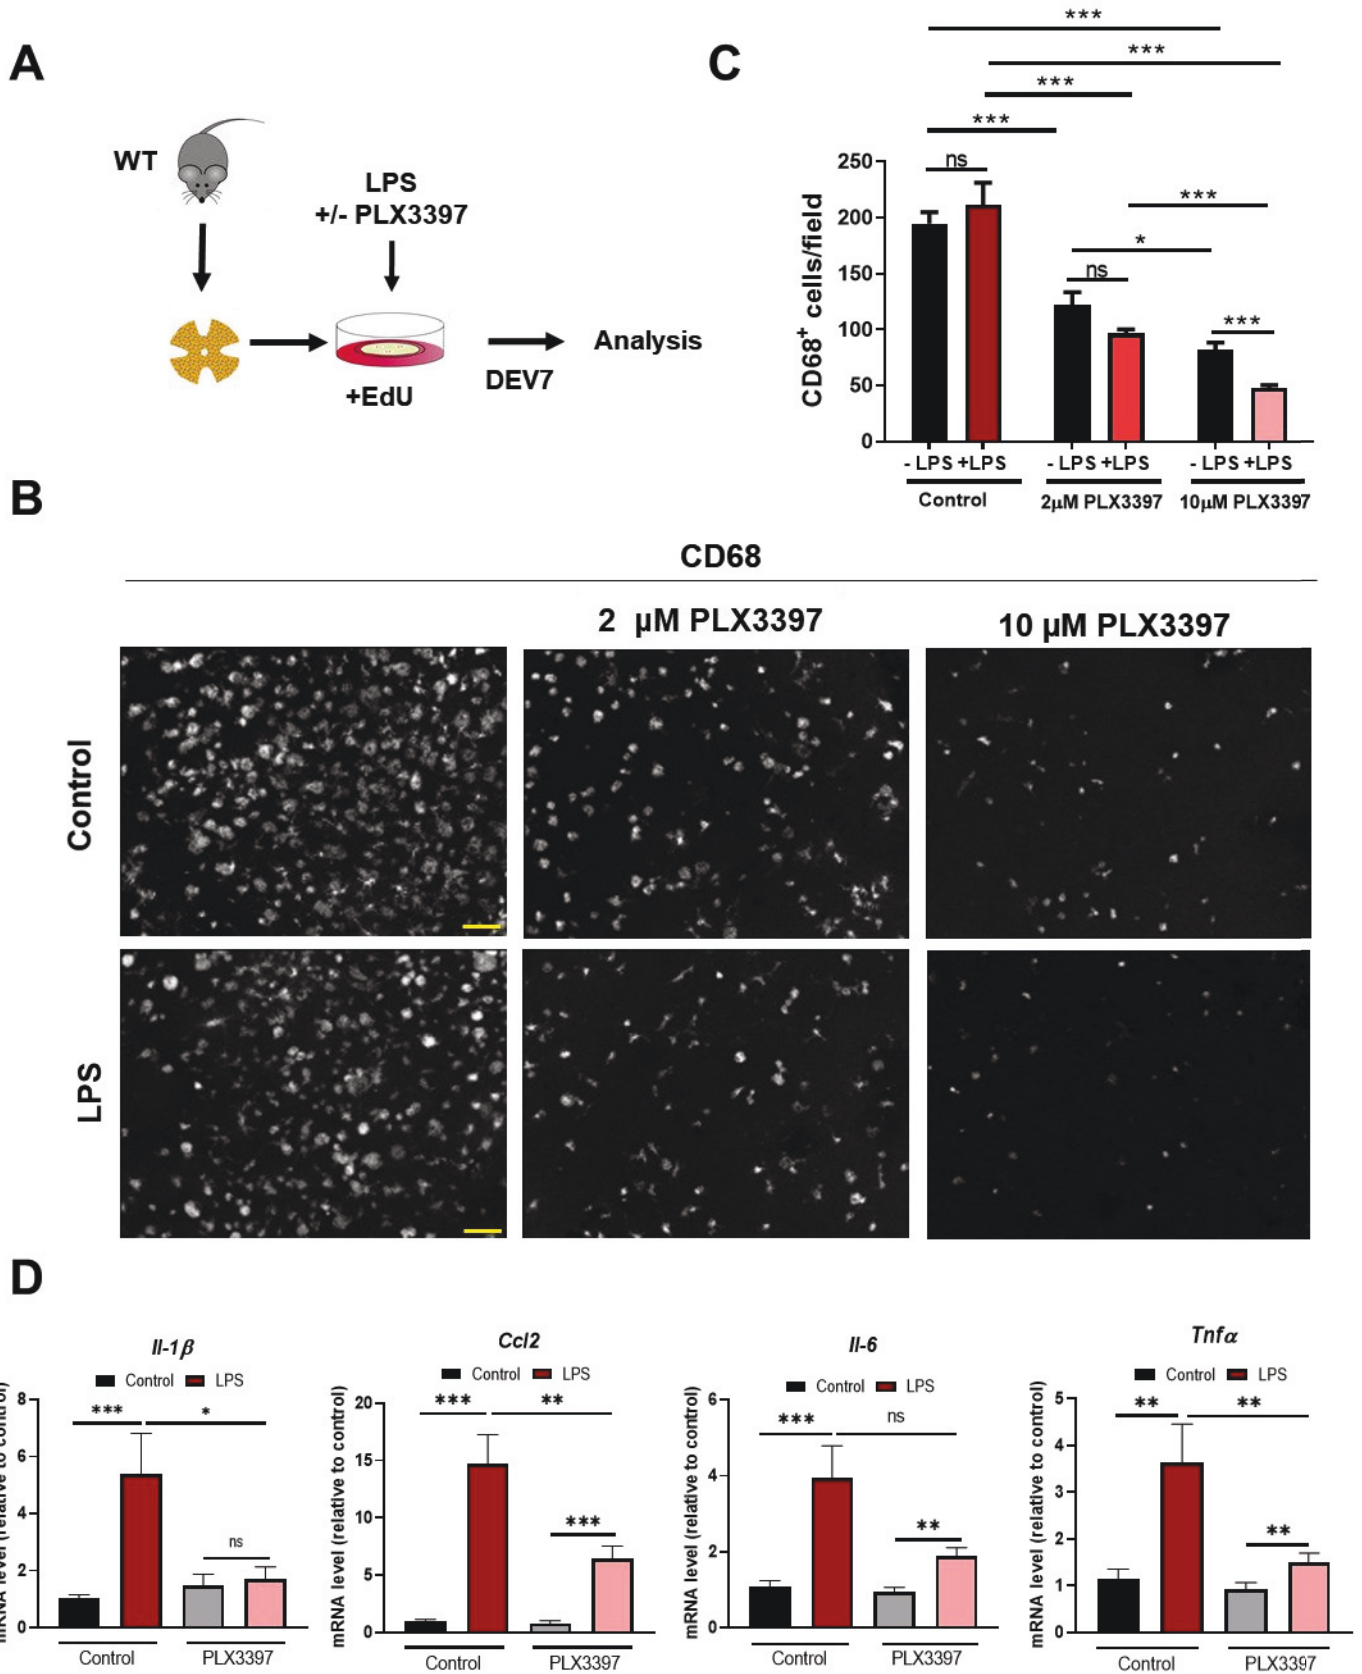 A
WT
LPS
+/- PLX3397
+EdU
DEV7
Analysis
C
***
***
***
***
ns
***
*
ns
***
CD68+ cells/field
250
200
150
100
50
0
- LPS +LPS
- LPS +LPS
- LPS +LPS
Control
2µM PLX3397
10µM PLX3397
B
CD68
2 µM PLX3397
10 µM PLX3397
Control
LPS
D
Il-1β
Control LPS
mRNA level (relative to control)
8
6
4
2
0
***
*
ns
Control
PLX3397
Ccl2
Control LPS
mRNA level (relative to control)
20
15
10
5
0
***
**
***
Control
PLX3397
Il-6
Control LPS
mRNA level (relative to control)
6
4
2
0
***
ns
**
Control
PLX3397
Tnfα
Control LPS
mRNA level (relative to control)
5
4
3
2
1
0
**
**
**
Control
PLX3397